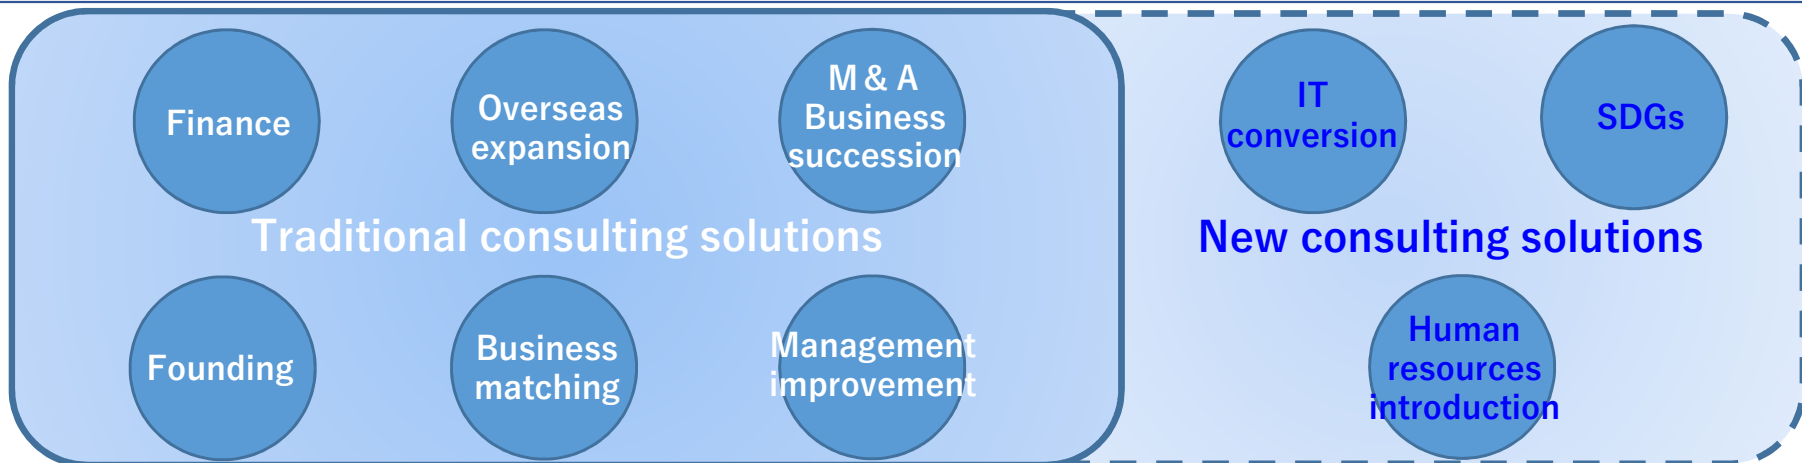 Finance
Overseas
expansion
M & A
Business
succession
Traditional consulting solutions
Founding
Business
matching
Management
improvement
IT
conversion
SDGs
New consulting solutions
Human
resources
introduction